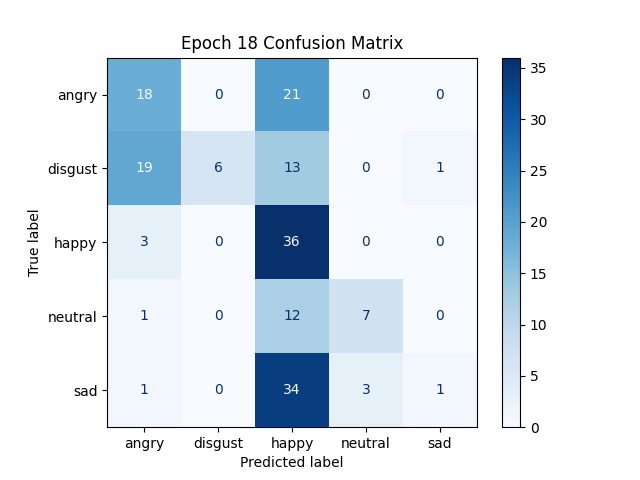 Epoch 18 Confusion Matrix
True label
angry 18 0 21 0 0
disgust 19 6 13 0 1
happy 3 0 36 0 0
neutral 1 0 12 7 0
sad 1 0 34 3 1
angry disgust happy neutral sad
Predicted label
35
30
25
20
15
10
5
0